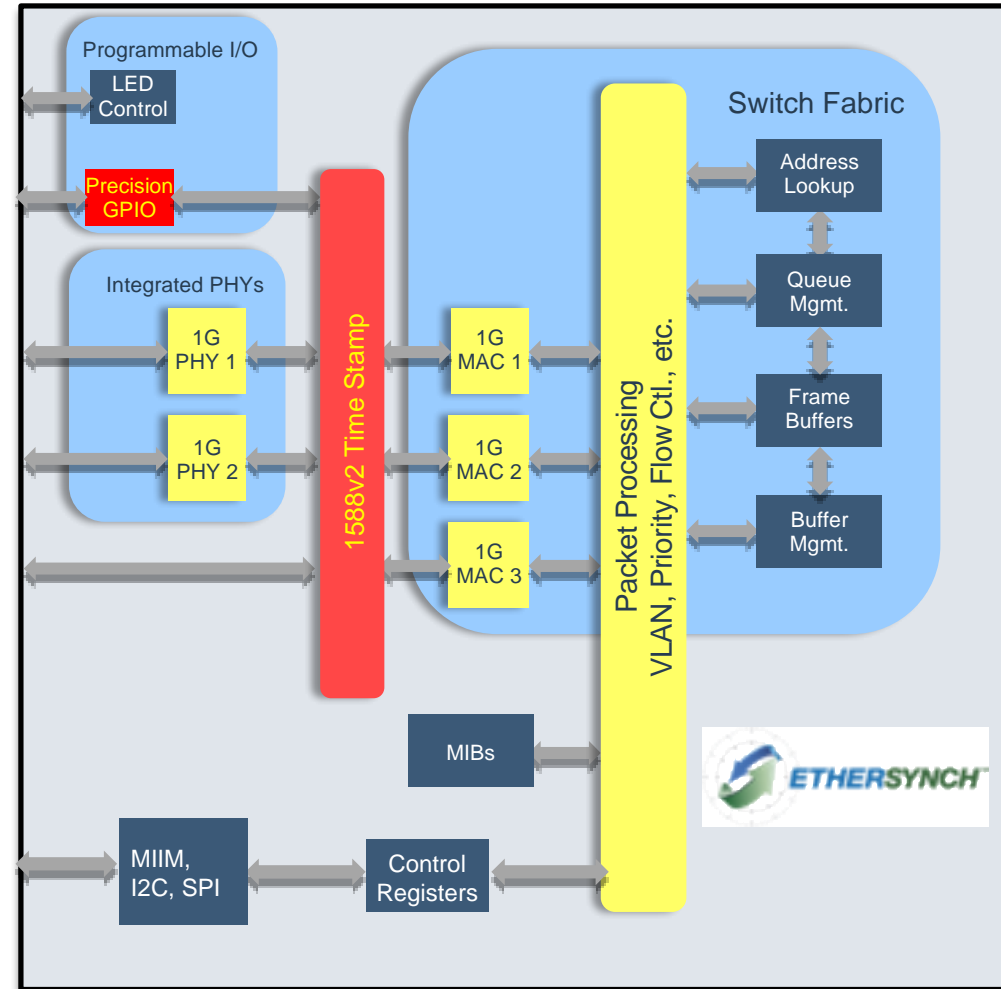 Programmable I/O
LED
Control
Precision
GPIO
Integrated PHYs
1G
PHY 1
1G
PHY 2
1588v2 Time Stamp
Switch Fabric
1G
MAC 1
1G
MAC 2
1G
MAC 3
Packet Processing
VLAN, Priority, Flow Ctl., etc.
Address
Lookup
Queue
Mgmt.
Frame
Buffers
Buffer
Mgmt.
MIBs
ETHERSYNCH™
MIIM,
I2C, SPI
Control
Registers